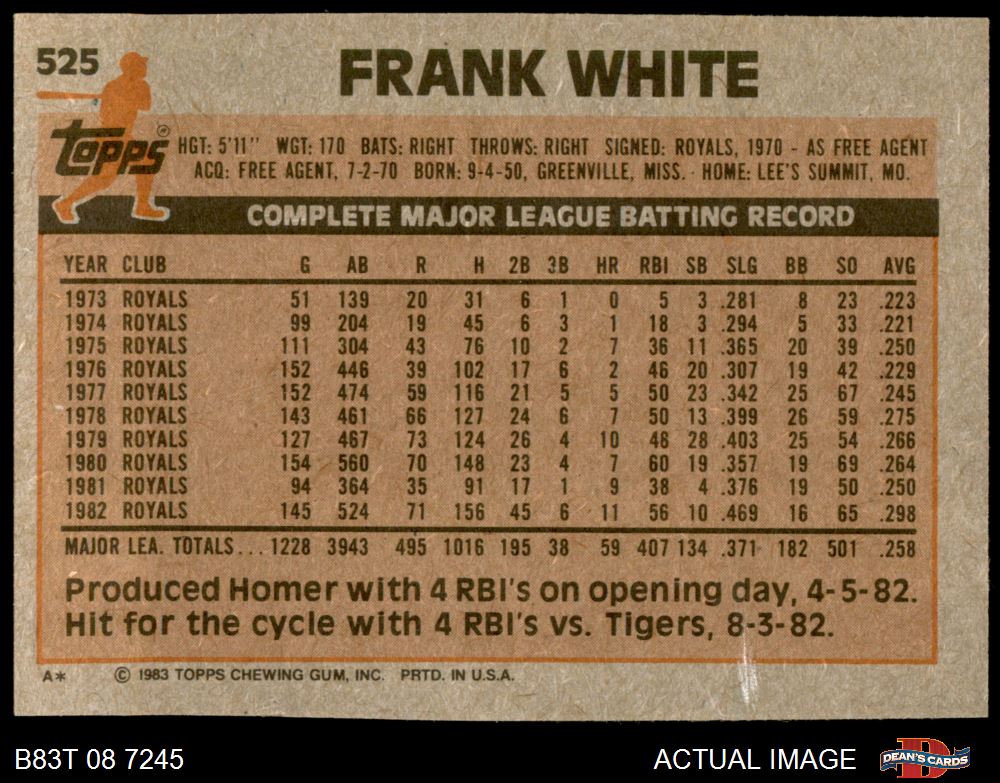 525
FRANK WHITE
topps ®
HGT: 5'11" WGT: 170 BATS: RIGHT THROWS: RIGHT SIGNED: ROYALS, 1970 - AS FREE AGENT
ACQ: FREE AGENT, 7-2-70 BORN: 9-4-50, GREENVILLE, MISS. HOME: LEE'S SUMMIT, MO.
COMPLETE MAJOR LEAGUE BATTING RECORD
YEAR CLUB G AB R H 2B 3B HR RBI SB SLG BB SO AVG
1973 ROYALS 51 139 20 31 6 1 0 5 3 .281 8 23 .223
1974 ROYALS 99 204 19 45 6 3 1 18 3 .294 5 33 .221
1975 ROYALS 111 304 43 76 10 2 7 36 11 .365 20 39 .250
1976 ROYALS 152 446 39 102 17 6 2 46 20 .307 19 42 .229
1977 ROYALS 152 474 59 116 21 5 5 50 23 .342 25 67 .245
1978 ROYALS 143 461 66 127 24 6 7 50 13 .399 26 59 .275
1979 ROYALS 127 467 73 124 26 4 10 48 28 .403 25 54 .266
1980 ROYALS 154 560 70 148 23 4 7 60 19 .357 19 69 .264
1981 ROYALS 94 364 35 91 17 1 9 38 4 .376 19 50 .250
1982 ROYALS 145 524 71 156 45 6 11 56 10 .469 16 65 .298
MAJOR LEA. TOTALS... 1228 3943 495 1016 195 38 59 407 134 .371 182 501 .258
Produced Homer with 4 RBI's on opening day, 4-5-82.
Hit for the cycle with 4 RBI's vs. Tigers, 8-3-82.
A* © 1983 TOPPS CHEWING GUM, INC. PRTD. IN U.S.A.
B83T 08 7245 ACTUAL IMAGE DEAN'S CARDS